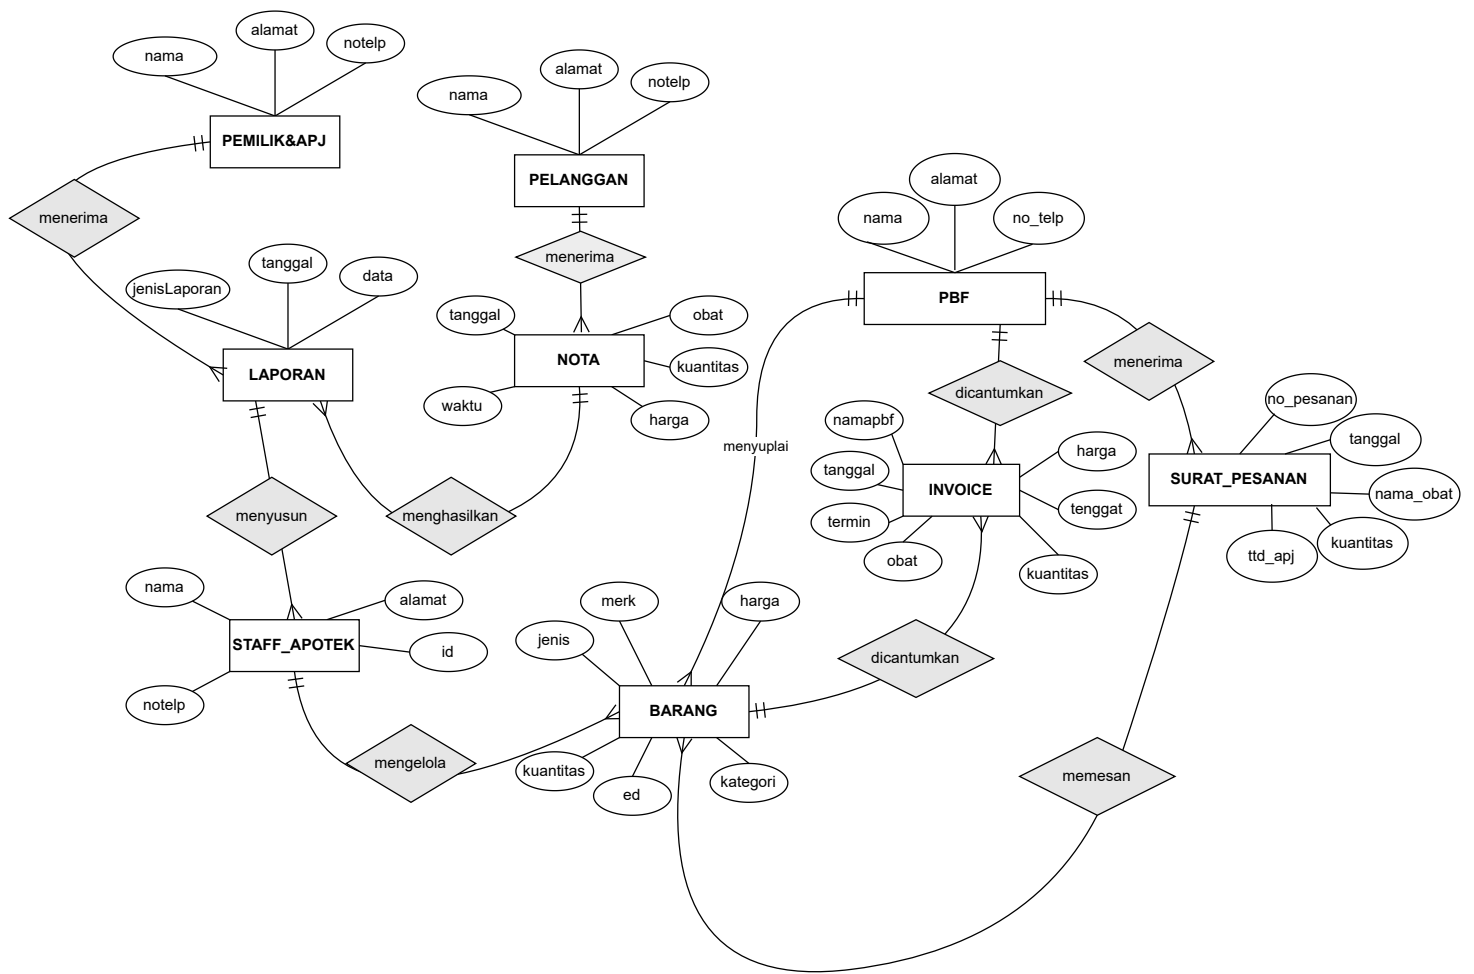 alamat
nama
notelp
PEMILIK&APJ
menerima
alamat
nama
notelp
PELANGGAN
menerima
alamat
nama
no_telp
PBF
tanggal
jenisLaporan
data
LAPORAN
tanggal
obat
NOTA
kuantitas
waktu
harga
menerima
dicantumkan
menyuplai
no_pesanan
tanggal
SURAT_PESANAN
nama_obat
kuantitas
ttd_apj
namapbf
harga
tanggal
INVOICE
tenggat
termin
obat
kuantitas
menyusun
menghasilkan
nama
alamat
STAFF_APOTEK
id
notelp
merk
harga
jenis
dicantumkan
BARANG
mengelola
kuantitas
ed
kategori
memesan